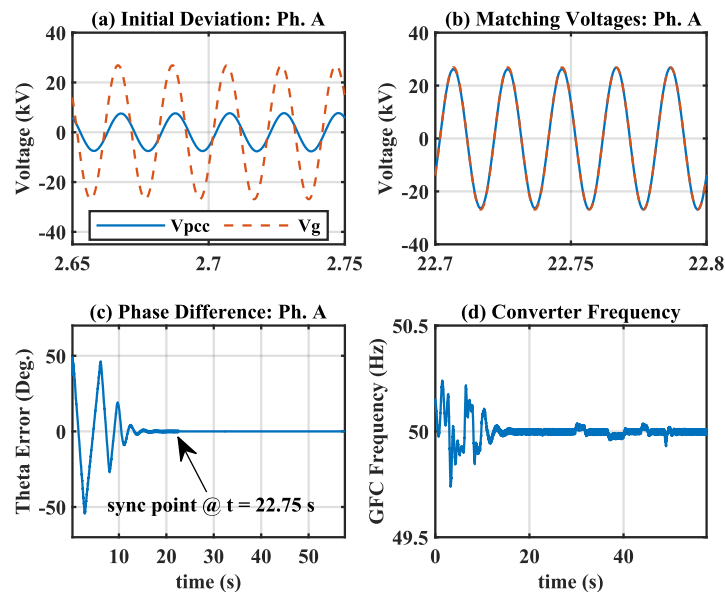 (a) Initial Deviation: Ph. A
40
20
0
-20
-40
Voltage (kV)
Vpcc Vg
2.65 2.7 2.75
(b) Matching Voltages: Ph. A
40
20
0
-20
-40
Voltage (kV)
22.7 22.75 22.8
(c) Phase Difference: Ph. A
50
0
-50
Theta Error (Deg.)
sync point @ t = 22.75 s
10 20 30 40 50
time (s)
(d) Converter Frequency
50.5
50
49.5
GFC Frequency (Hz)
0 20 40
time (s)